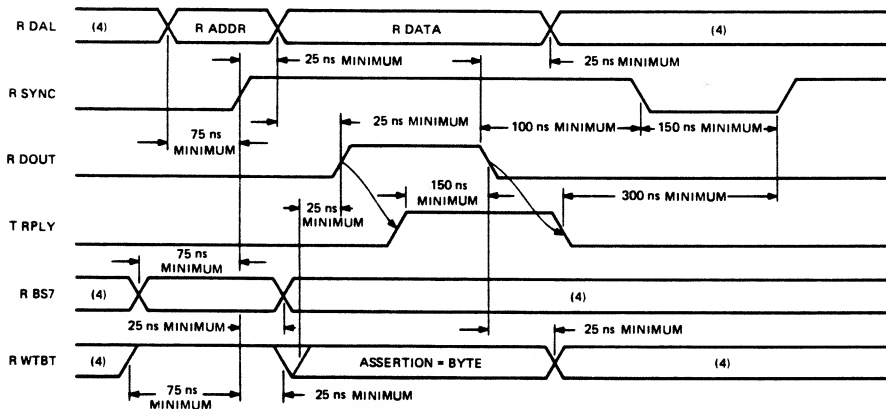 R DAL (4) R ADDR R DATA (4)
25 ns MINIMUM 25 ns MINIMUM
R SYNC
75 ns MINIMUM 25 ns MINIMUM 100 ns MINIMUM 150 ns MINIMUM
R DOUT
25 ns MINIMUM 150 ns MINIMUM 300 ns MINIMUM
T RPLY
75 ns MINIMUM
R BS7 (4) (4)
25 ns MINIMUM 25 ns MINIMUM
R WTBT (4) ASSERTION = BYTE (4)
75 ns MINIMUM 25 ns MINIMUM